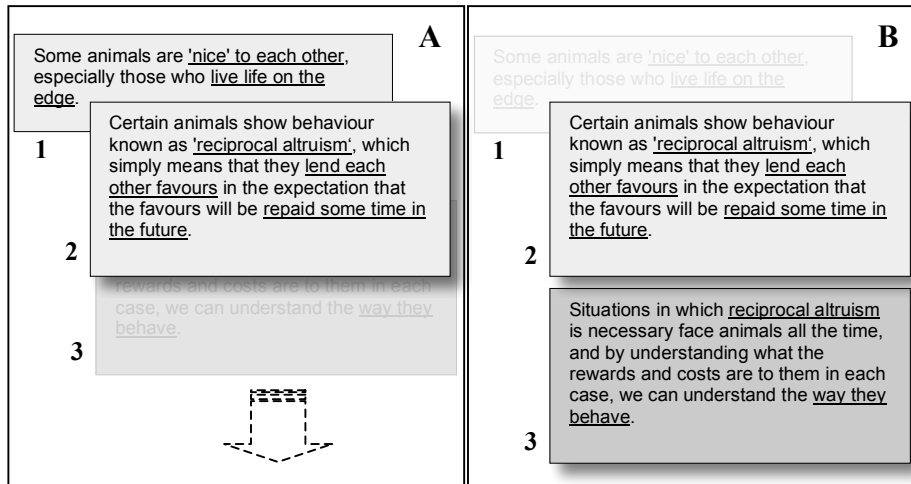 A
Some animals are 'nice' to each other,
especially those who live life on the
edge.
1
Certain animals show behaviour
known as 'reciprocal altruism‘, which
simply means that they lend each
other favours in the expectation that
the favours will be repaid some time in
the future.
2
rewards and costs are to them in each
case, we can understand the way they
behave.
3
B
Some animals are 'nice' to each other,
especially those who live life on the
edge.
1
Certain animals show behaviour
known as 'reciprocal altruism‘, which
simply means that they lend each
other favours in the expectation that
the favours will be repaid some time in
the future.
2
Situations in which reciprocal altruism
is necessary face animals all the time,
and by understanding what the
rewards and costs are to them in each
case, we can understand the way they
behave.
3